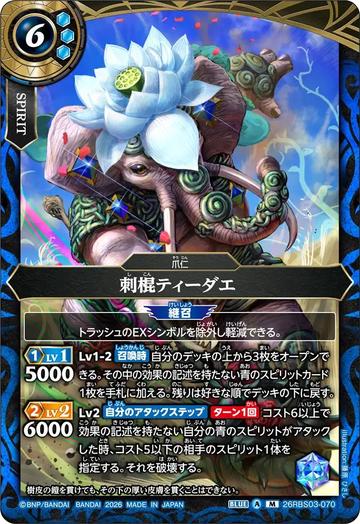 6
SPIRIT
爪仁
刺棍ティーダエ
継召
トラッシュのEXシンボルを除外し軽減できる。
1 LV1 5000
Lv1-2 召喚時 自分のデッキの上から3枚をオープンで
きる。その中の効果の記述を持たない青のスピリットカード
1枚を手札に加える。残りは好きな順でデッキの下に戻す。
2 LV2 6000
Lv2 自分のアタックステップ ターン1回 コスト6以上で
効果の記述を持たない自分の青のスピリットがアタック
した時、コスト5以下の相手のスピリット1体を
指定する。それを破壊する。
樹皮の鎧を貫けても、その下の厚い皮膚を貫くことはできない。
©BNP/BANDAI BANDAI 2026 MADE IN JAPAN BLUE A M 26RBS03-070